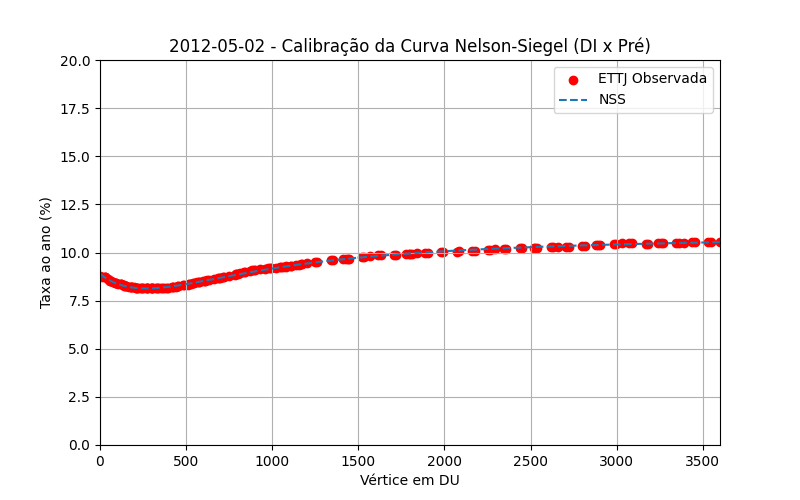 2012-05-02 - Calibração da Curva Nelson-Siegel (DI x Pré)
ETTJ Observada
NSS
Taxa ao ano (%)
20.0
17.5
15.0
12.5
10.0
7.5
5.0
2.5
0.0
0 500 1000 1500 2000 2500 3000 3500
Vértice em DU